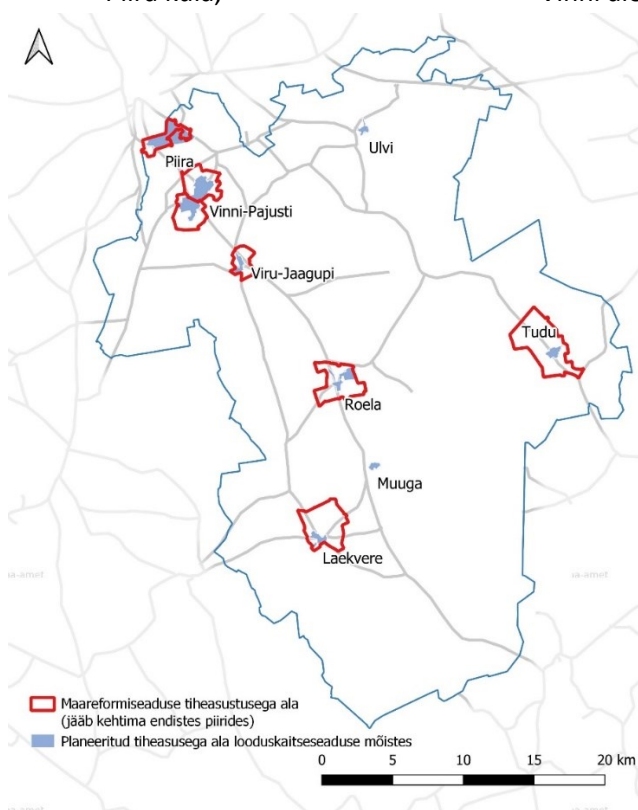 Ulvi
Piira
Vinni-Pajusti
Viru-Jaagupi
Tudu
Roela
Muuga
Laekvere
Maareformiseaduse tiheasustusega ala
(jääb kehtima endistes piirides)
Planeeritud tiheasusega ala looduskaitseseaduse mõistes
0 5 10 15 20 km